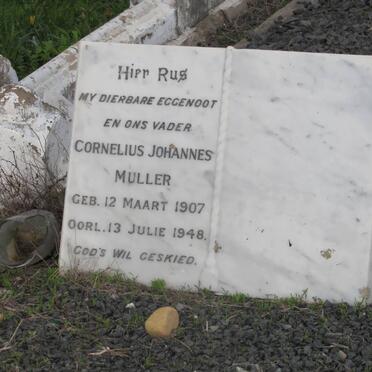 Hier Rus
MY DIERBARE EGGENOOT
EN ONS VADER
CORNELIUS JOHANNES
MULLER
GEB. 12 MAART 1907
OORL. 13 JULIE 1948.
GOD'S WIL GESKIED.